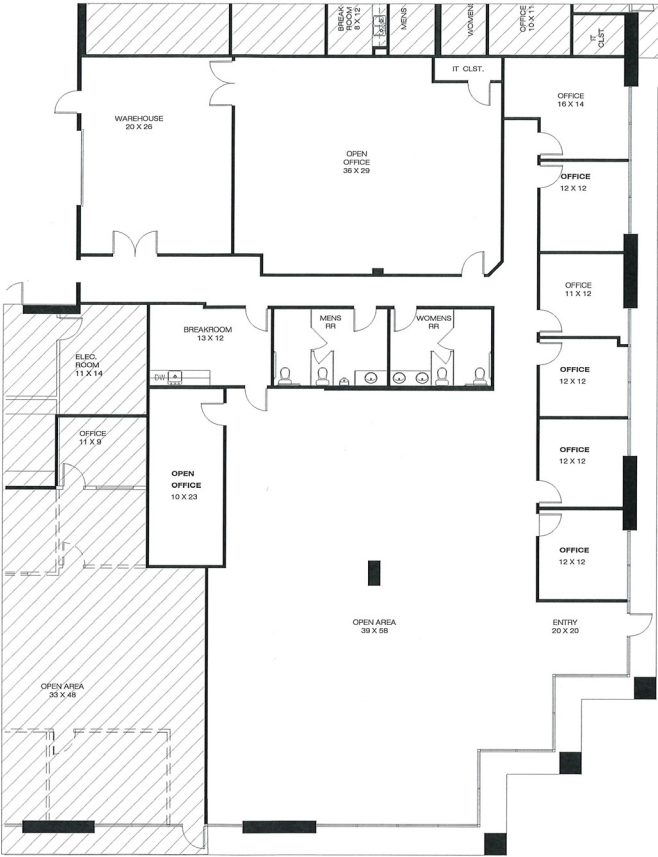 BREAK
ROOM
8 X 12
MENS
WOMENS
OFFICE
10 X 11
IT
CLST
IT CLST.
WAREHOUSE
20 X 26
OPEN
OFFICE
36 X 29
OFFICE
16 X 14
OFFICE
12 X 12
OFFICE
11 X 12
MENS
RR
WOMENS
RR
BREAKROOM
13 X 12
DW
ELEC.
ROOM
11 X 14
OFFICE
12 X 12
OFFICE
11 X 9
OFFICE
12 X 12
OPEN
OFFICE
10 X 23
OFFICE
12 X 12
OPEN AREA
39 X 58
ENTRY
20 X 20
OPEN AREA
33 X 48